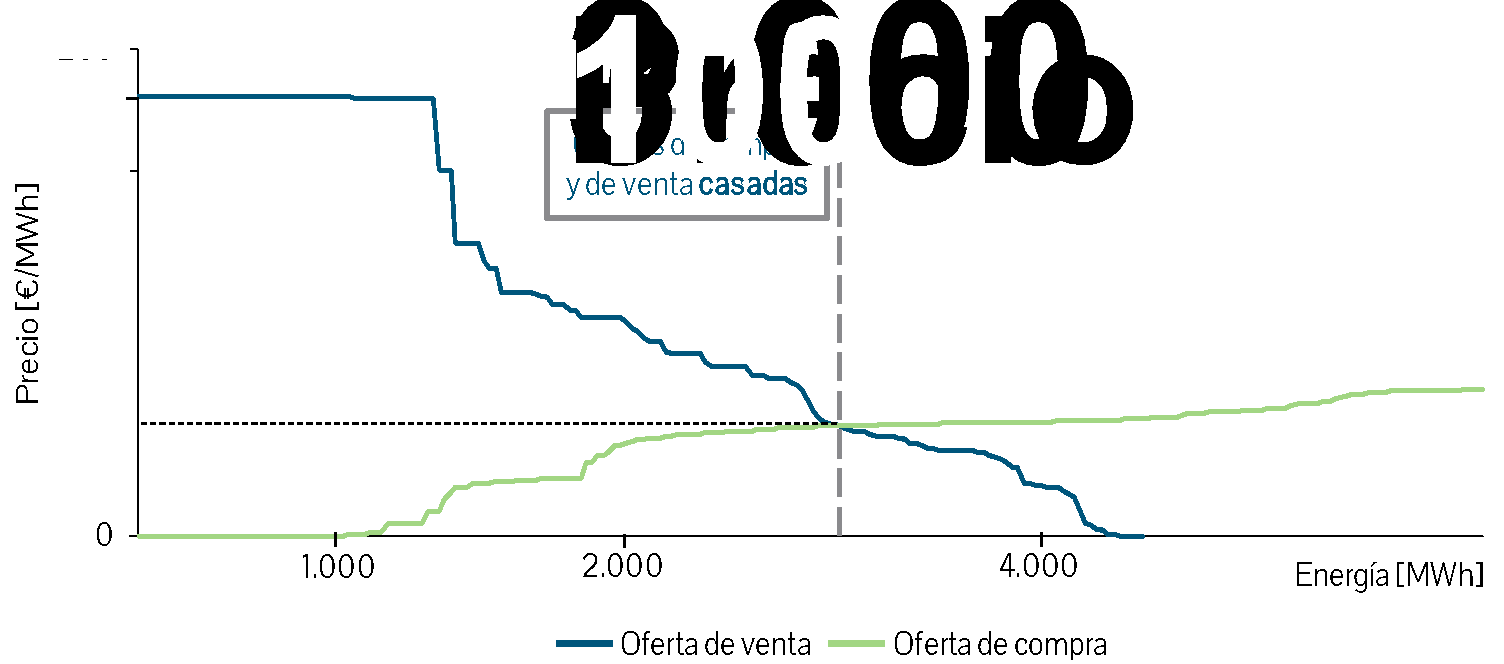 y de venta casadas
Precio [€/MWh]
0
1.000
2.000
4.000
Energía [MWh]
Oferta de venta
Oferta de compra